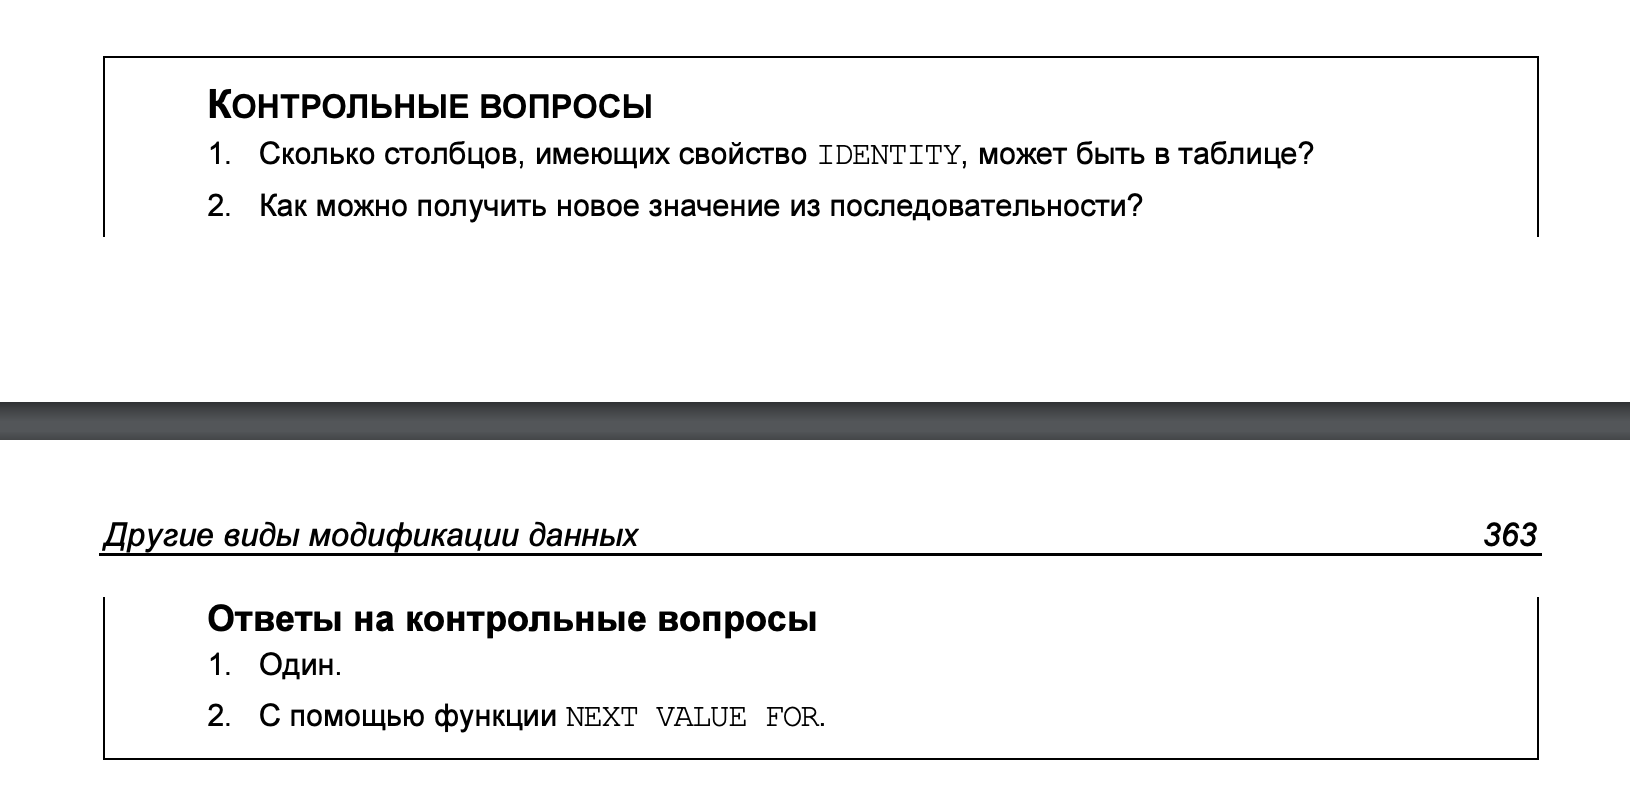 КОНТРОЛЬНЫЕ ВОПРОСЫ
1. Сколько столбцов, имеющих свойство IDENTITY, может быть в таблице?
2. Как можно получить новое значение из последовательности?
Другие виды модификации данных 363
Ответы на контрольные вопросы
1. Один.
2. С помощью функции NEXT VALUE FOR.